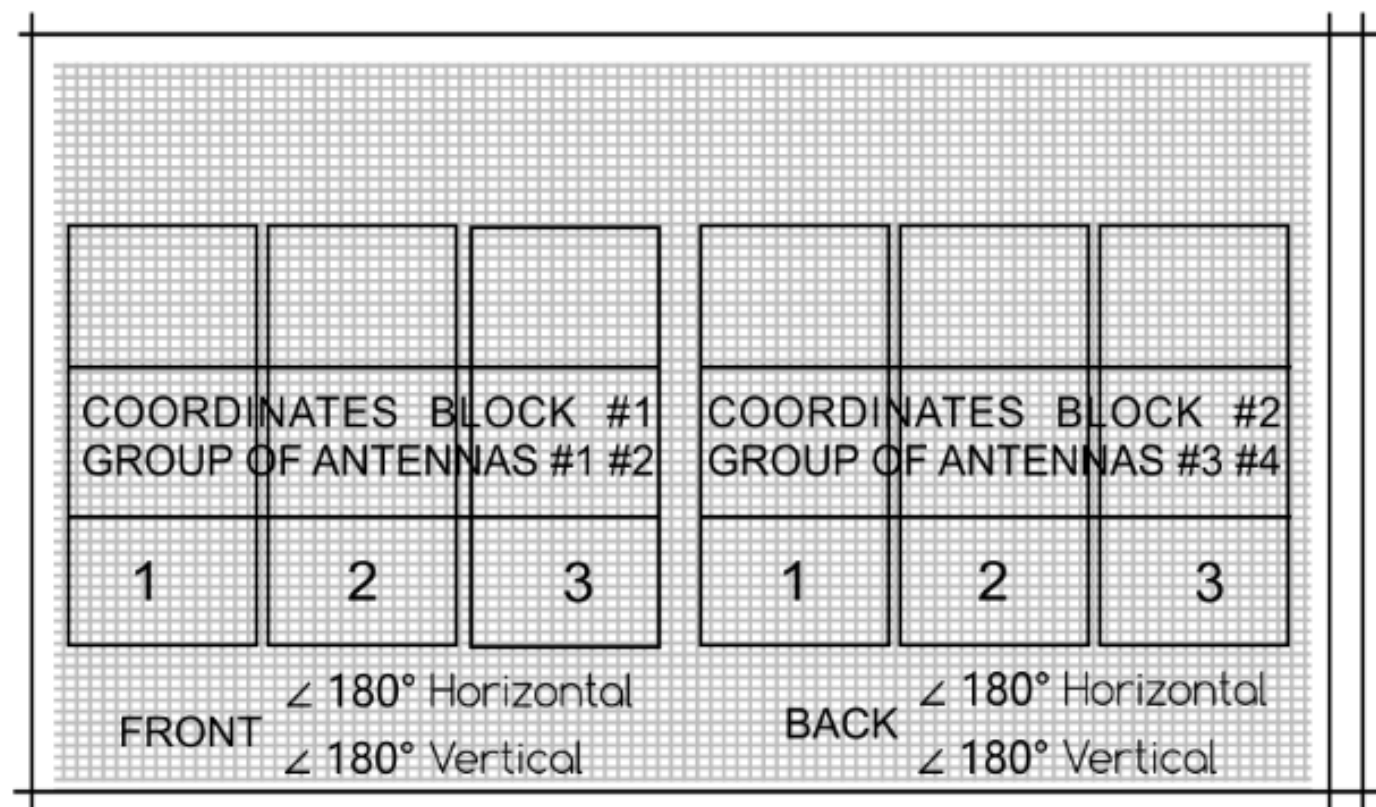 COORDINATES BLOCK #1
GROUP OF ANTENNAS #1 #2
1 2 3
FRONT
∠ 180° Horizontal
∠ 180° Vertical
COORDINATES BLOCK #2
GROUP OF ANTENNAS #3 #4
1 2 3
BACK
∠ 180° Horizontal
∠ 180° Vertical